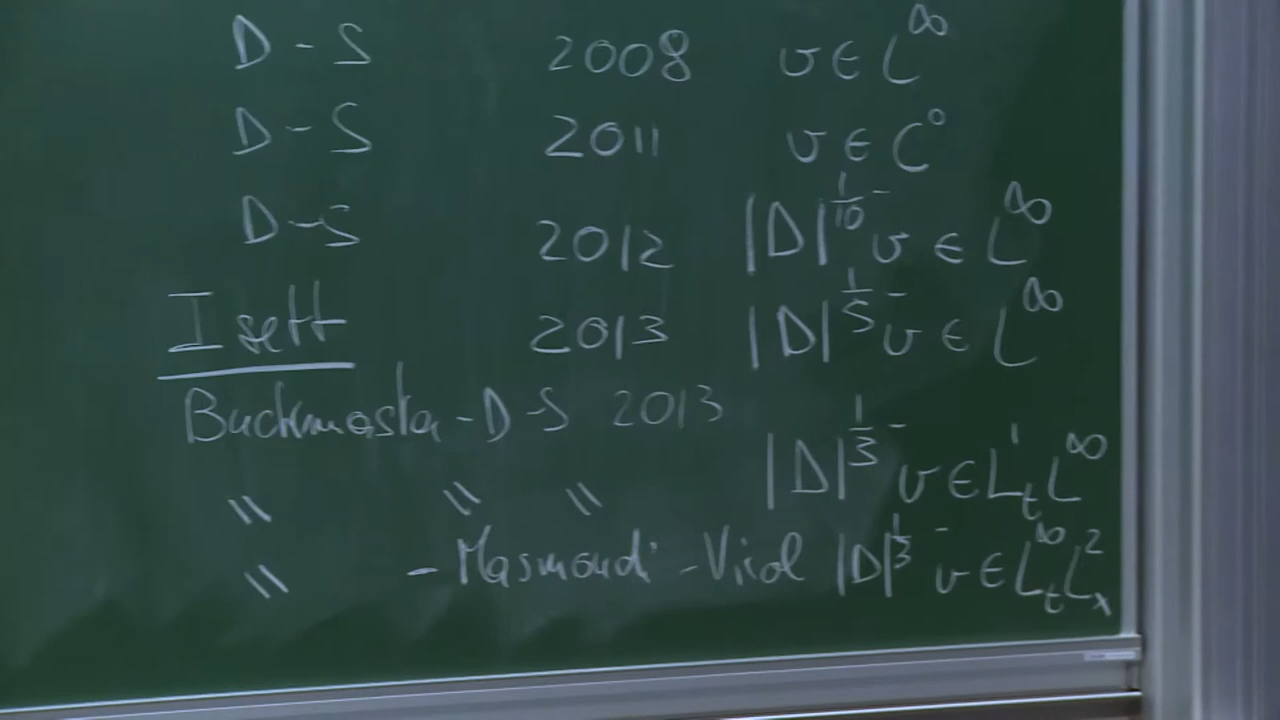 D - S 2008 v ∈ L^∞
D - S 2011 v ∈ C^0
D - S 2012 |D|^{1/10 -} v ∈ L^∞
Isett 2013 |D|^{1/5 -} v ∈ L^∞
Buckmaster - D - S 2013
" " " |D|^{1/3 -} v ∈ L^1_t L^∞
" - Masmoudi - Vicol |D|^{1/3 -} v ∈ L^∞_t L^2_x